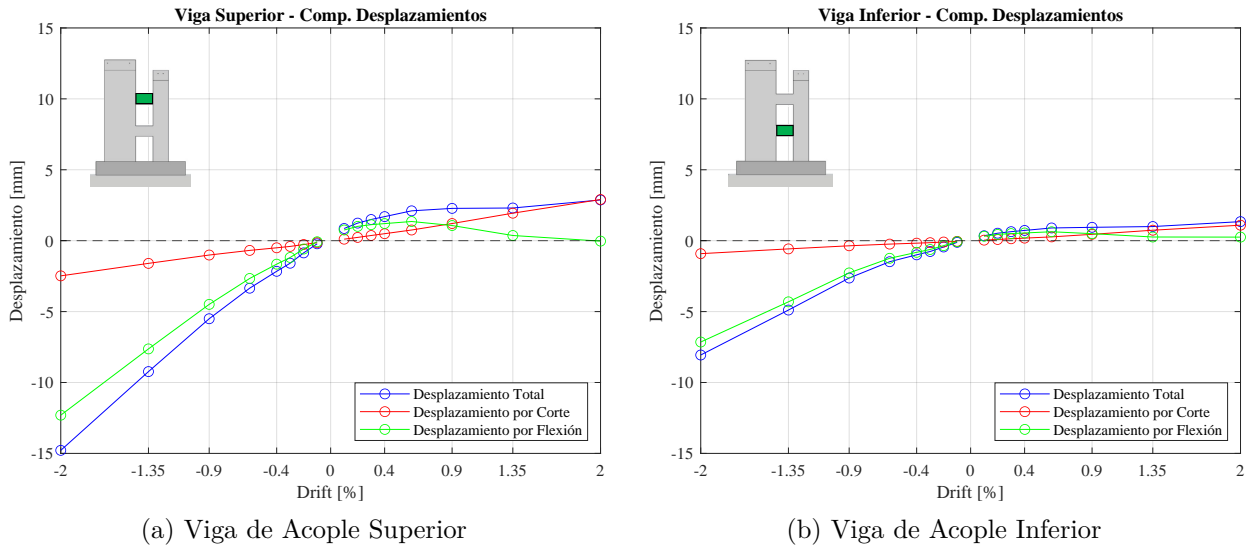 Viga Superior - Comp. Desplazamientos
15
10
5
0
-5
-10
-15
Desplazamiento [mm]
-2
-1.35
-0.9
-0.4
0
0.4
0.9
1.35
2
Drift [%]
Desplazamiento Total
Desplazamiento por Corte
Desplazamiento por Flexión
(a) Viga de Acople Superior
Viga Inferior - Comp. Desplazamientos
15
10
5
0
-5
-10
-15
Desplazamiento [mm]
-2
-1.35
-0.9
-0.4
0
0.4
0.9
1.35
2
Drift [%]
Desplazamiento Total
Desplazamiento por Corte
Desplazamiento por Flexión
(b) Viga de Acople Inferior